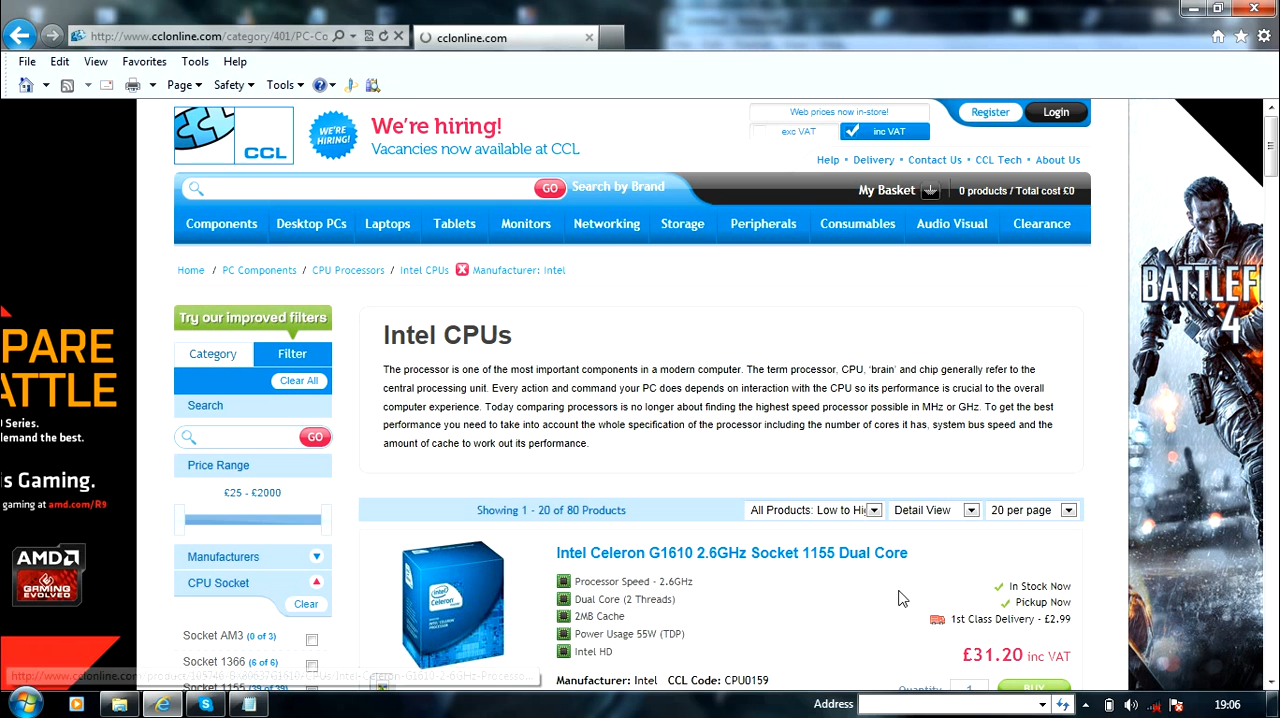 http://www.cclonline.com/category/401/PC-Co
cclonline.com
File Edit View Favorites Tools Help
Page Safety Tools
CCL
WE'RE HIRING!
We're hiring!
Vacancies now available at CCL
Web prices now in-store!
exc VAT inc VAT
Register Login
Help • Delivery • Contact Us • CCL Tech • About Us
GO Search by Brand
My Basket 0 products / Total cost £0
Components Desktop PCs Laptops Tablets Monitors Networking Storage Peripherals Consumables Audio Visual Clearance
Home / PC Components / CPU Processors / Intel CPUs Manufacturer: Intel
Try our improved filters
Category Filter
Clear All
Search
GO
Price Range
£25 - £2000
Manufacturers
CPU Socket
Clear
Socket AM3 (0 of 3)
Socket 1366 (6 of 6)
Socket 1155 (39 of 39)
Intel CPUs
The processor is one of the most important components in a modern computer. The term processor, CPU, 'brain' and chip generally refer to the
central processing unit. Every action and command your PC does depends on interaction with the CPU so its performance is crucial to the overall
computer experience. Today comparing processors is no longer about finding the highest speed processor possible in MHz or GHz. To get the best
performance you need to take into account the whole specification of the processor including the number of cores it has, system bus speed and the
amount of cache to work out its performance.
Showing 1 - 20 of 80 Products
All Products: Low to Hi Detail View 20 per page
Intel Celeron G1610 2.6GHz Socket 1155 Dual Core
Processor Speed - 2.6GHz
Dual Core (2 Threads)
2MB Cache
Power Usage 55W (TDP)
Intel HD
In Stock Now
Pickup Now
1st Class Delivery - £2.99
£31.20 inc VAT
Manufacturer: Intel CCL Code: CPU0159
Quantity 1 BUY
PARE
ATTLE
Series.
demand the best.
is Gaming.
gaming at amd.com/R9
AMD
GAMING
EVOLVED
BATTLEF
4
Address
19:06